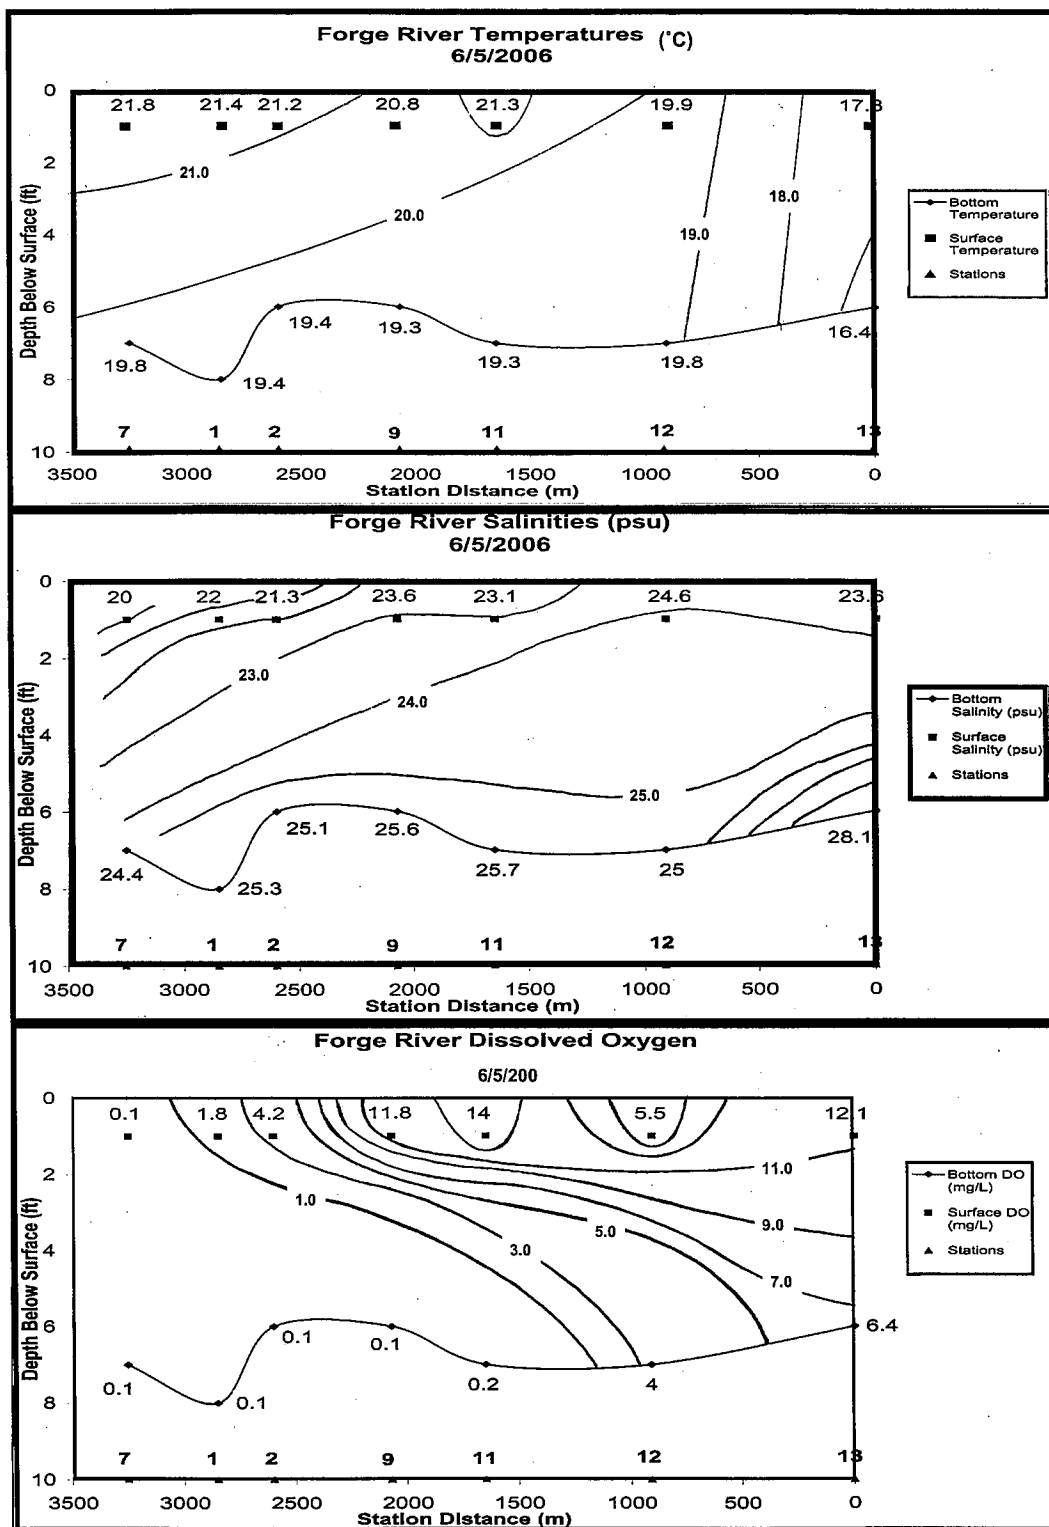 Forge River Temperatures (°C)
6/5/2006
0
21.8 21.4 21.2 20.8 21.3 19.9 17.3
2
21.0
18.0
20.0
19.0
4
6
19.4 19.3 16.4
19.8 19.4 19.3 19.8
8
7 1 2 9 11 12 13
10
3500 3000 2500 2000 1500 1000 500 0
Station Distance (m)
Depth Below Surface (ft)
Bottom
Temperature
Surface
Temperature
Stations
Forge River Salinities (psu)
6/5/2006
0
20 22 21.3 23.6 23.1 24.6 23.6
2
23.0
24.0
4
25.0
6
25.1 25.6 28.1
24.4 25.3 25.7 25
8
7 1 2 9 11 12 13
10
3500 3000 2500 2000 1500 1000 500 0
Station Distance (m)
Depth Below Surface (ft)
Bottom
Salinity (psu)
Surface
Salinity (psu)
Stations
Forge River Dissolved Oxygen
6/5/200
0
0.1 1.8 4.2 11.8 14 5.5 12.1
2
11.0
1.0
9.0
5.0
3.0
4
7.0
6
6.4
0.1 0.1
0.1 0.1 0.2 4
8
7 1 2 9 11 12 13
10
3500 3000 2500 2000 1500 1000 500 0
Station Distance (m)
Depth Below Surface (ft)
Bottom DO
(mg/L)
Surface DO
(mg/L)
Stations